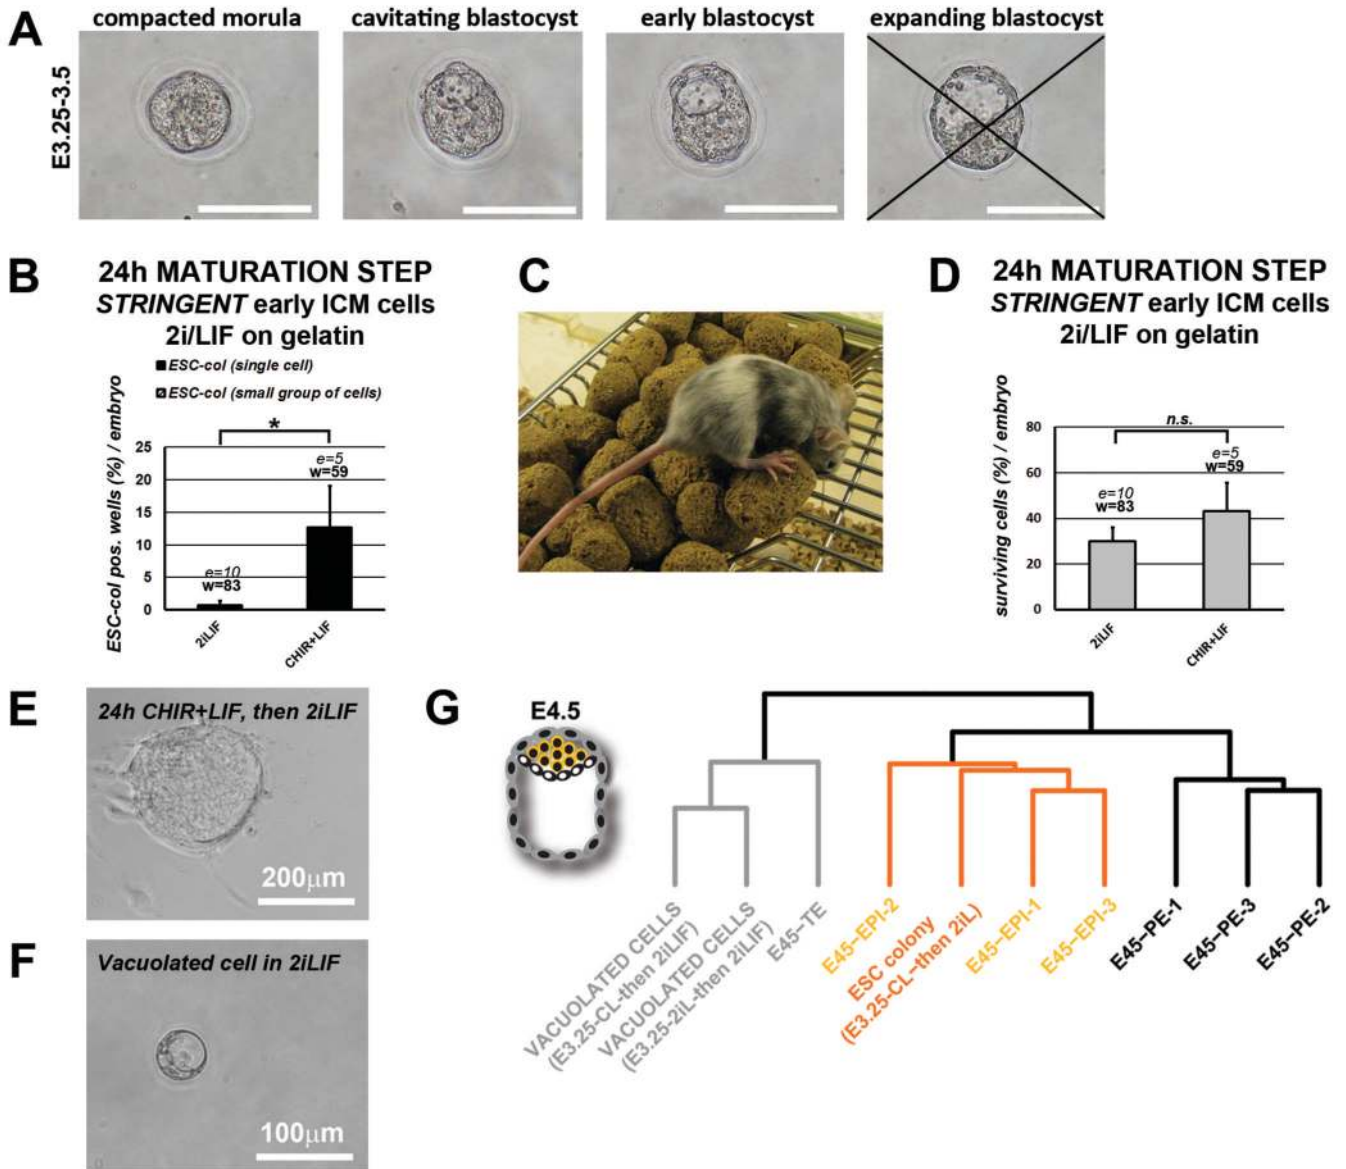 A
compacted morula
cavitating blastocyst
early blastocyst
expanding blastocyst
E3.25-3.5
B
24h MATURATION STEP
STRINGENT early ICM cells
2i/LIF on gelatin
ESC-col (single cell)
ESC-col (small group of cells)
ESC-col pos. wells (%) / embryo
25
20
15
10
5
0
*
e=10
w=83
e=5
w=59
2iLIF
CHIR+LIF
C
D
24h MATURATION STEP
STRINGENT early ICM cells
2i/LIF on gelatin
surviving cells (%) / embryo
80
60
40
20
0
n.s.
e=10
w=83
e=5
w=59
2iLIF
CHIR+LIF
E
24h CHIR+LIF, then 2iLIF
200μm
F
Vacuolated cell in 2iLIF
100μm
G
E4.5
VACUOLATED CELLS
(E3.25-CL-then 2iLIF)
VACUOLATED CELLS
(E3.25-2iL-then 2iLIF)
E45–TE
E45–EPI-2
ESC colony
(E3.25-CL–then 2iL)
E45–EPI-1
E45–EPI-3
E45–PE-1
E45–PE-3
E45–PE-2